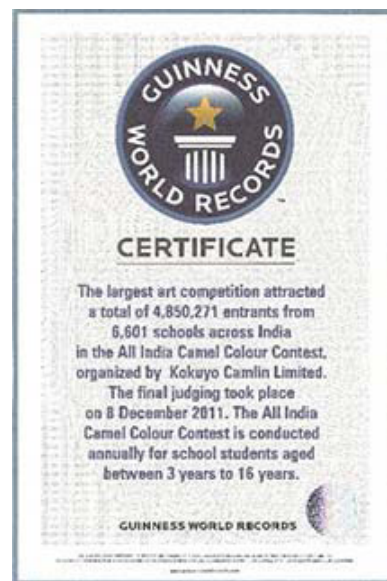 GUINNESS
WORLD RECORDS
CERTIFICATE
The largest art competition attracted
a total of 4,850,271 entrants from
6,601 schools across India
in the All India Camel Colour Contest,
organized by Kokuyo Camlin Limited.
The final judging took place
on 8 December 2011. The All India
Camel Colour Contest is conducted
annually for school students aged
between 3 years to 16 years.
GUINNESS WORLD RECORDS